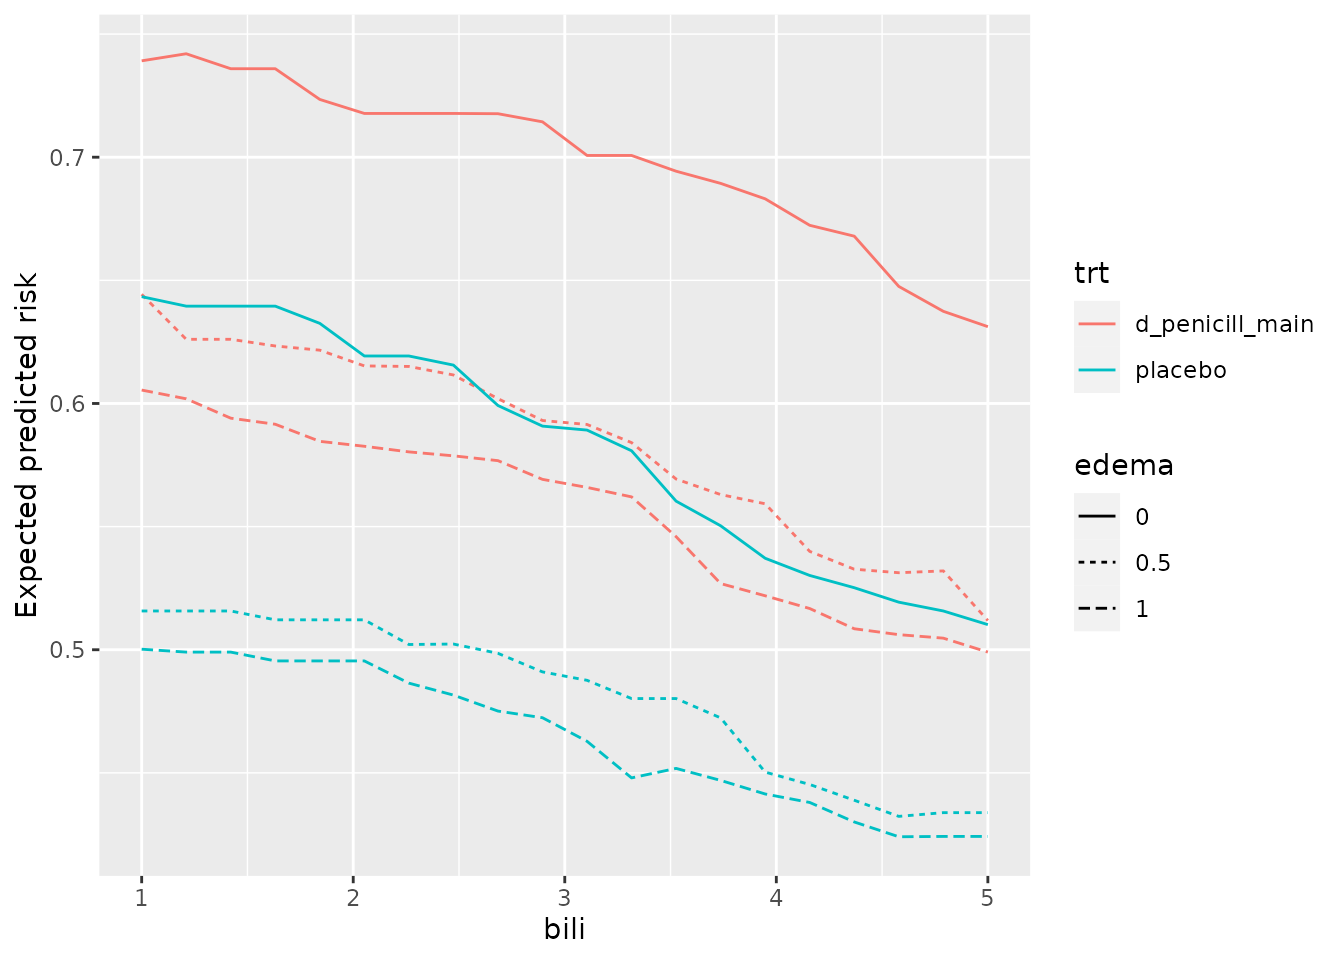 0.7
0.6
0.5
1 2 3 4 5
bili
Expected predicted risk
trt
d_penicill_main
placebo
edema
0
0.5
1